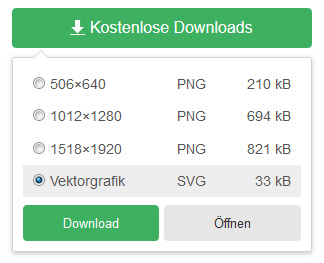 Kostenlose Downloads
506×640 PNG 210 kB
1012×1280 PNG 694 kB
1518×1920 PNG 821 kB
Vektorgrafik SVG 33 kB
Download Öffnen